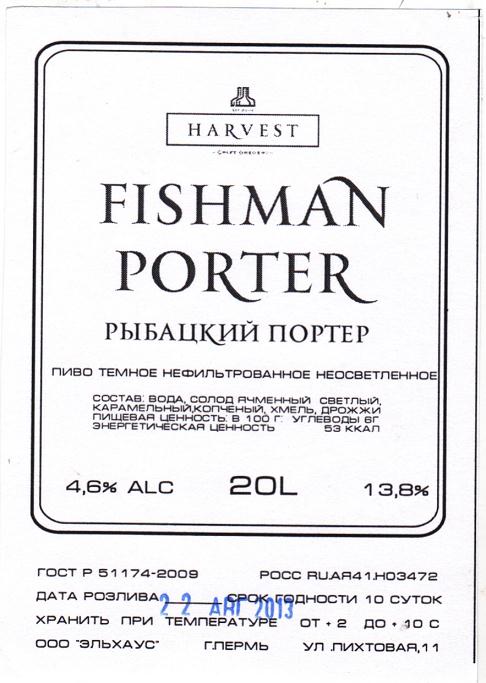 HARVEST
FISHMAN
PORTER
РЫБАЦКИЙ ПОРТЕР
ПИВО ТЕМНОЕ НЕФИЛЬТРОВАННОЕ НЕОСВЕТЛЕННОЕ
СОСТАВ: ВОДА, СОЛОД ЯЧМЕННЫЙ СВЕТЛЫЙ,
КАРАМЕЛЬНЫЙ,КОПЧЕНЫЙ, ХМЕЛЬ, ДРОЖЖИ
ПИЩЕВАЯ ЦЕННОСТЬ: В 100 Г: УГЛЕВОДЫ 6Г
ЭНЕРГЕТИЧЕСКАЯ ЦЕННОСТЬ 53 ККАЛ
4,6% ALC 20L 13,8%
ГОСТ Р 51174-2009 РОСС RU.АЯ41.Н03472
ДАТА РОЗЛИВА______СРОК ГОДНОСТИ 10 СУТОК
22 АВГ 2013
ХРАНИТЬ ПРИ ТЕМПЕРАТУРЕ ОТ +2 ДО +10 С
ООО "ЭЛЬХАУС" Г.ПЕРМЬ УЛ .ПИХТОВАЯ,11